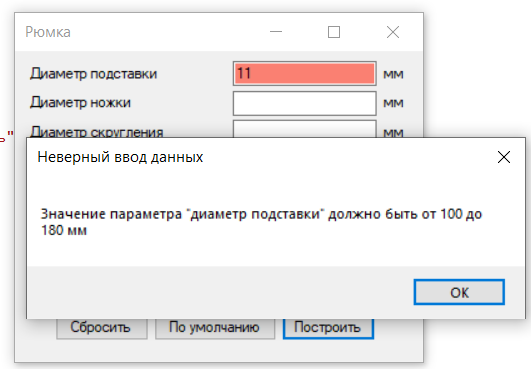 Рюмка
Диаметр подставки 11 мм
Диаметр ножки мм
Диаметр скругления мм
ь"
Неверный ввод данных
Значение параметра "диаметр подставки" должно быть от 100 до
180 мм
ОК
Сбросить По умолчанию Построить